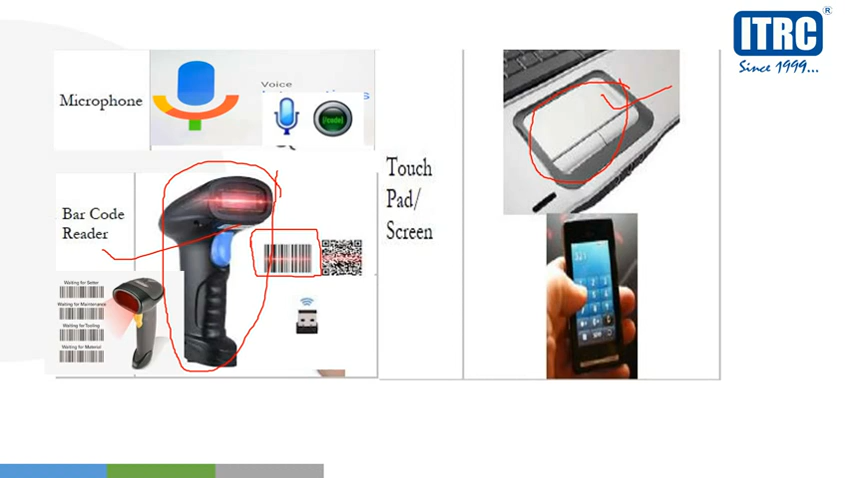 ITRC
®
Since 1999...
Microphone
Voice
[/code]
Touch
Pad/
Screen
Bar Code
Reader
Waiting for Setter
Waiting for Maintenance
Waiting for Tooling
Waiting for Material